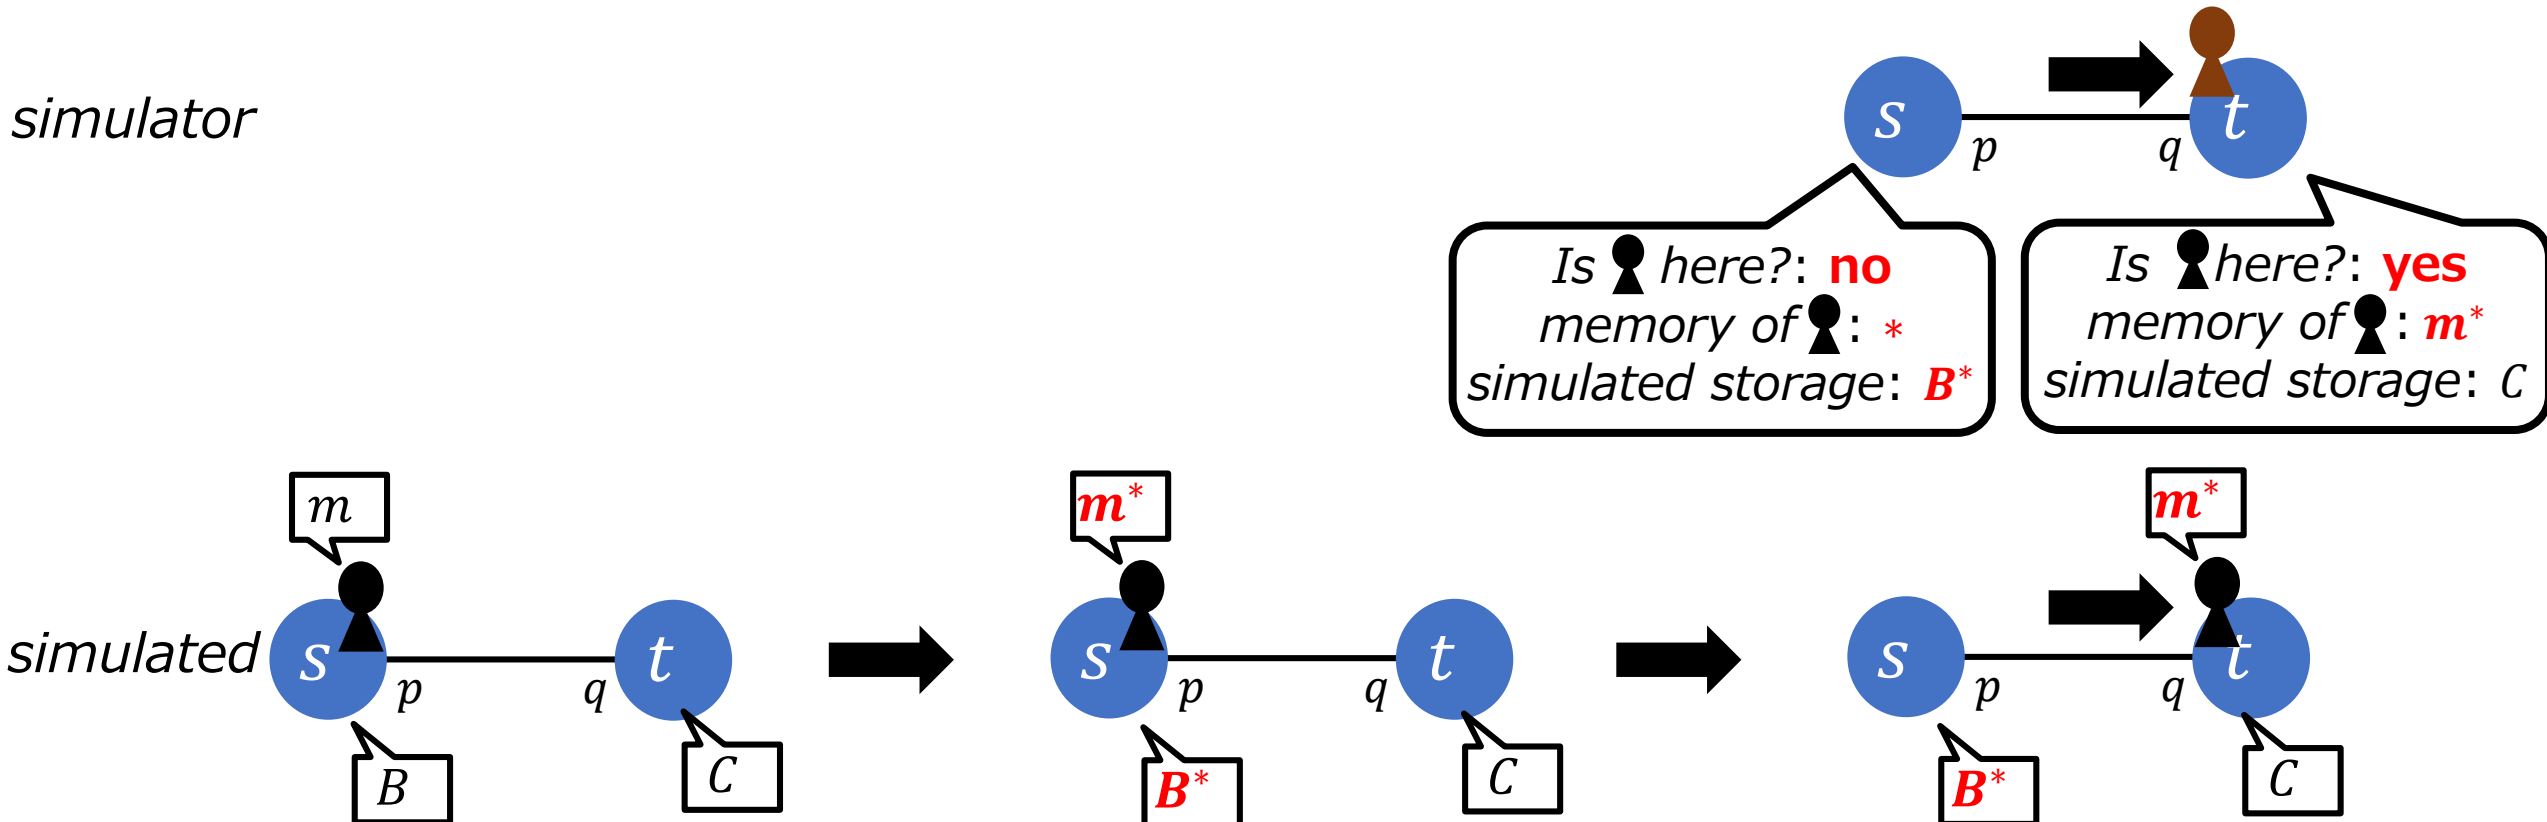 simulator
s
t
p
q
Is here?: no
memory of : *
simulated storage: B*
Is here?: yes
memory of : m*
simulated storage: C
simulated
m
s
t
p
q
B
C
m*
s
t
p
q
B*
C
m*
s
t
p
q
B*
C